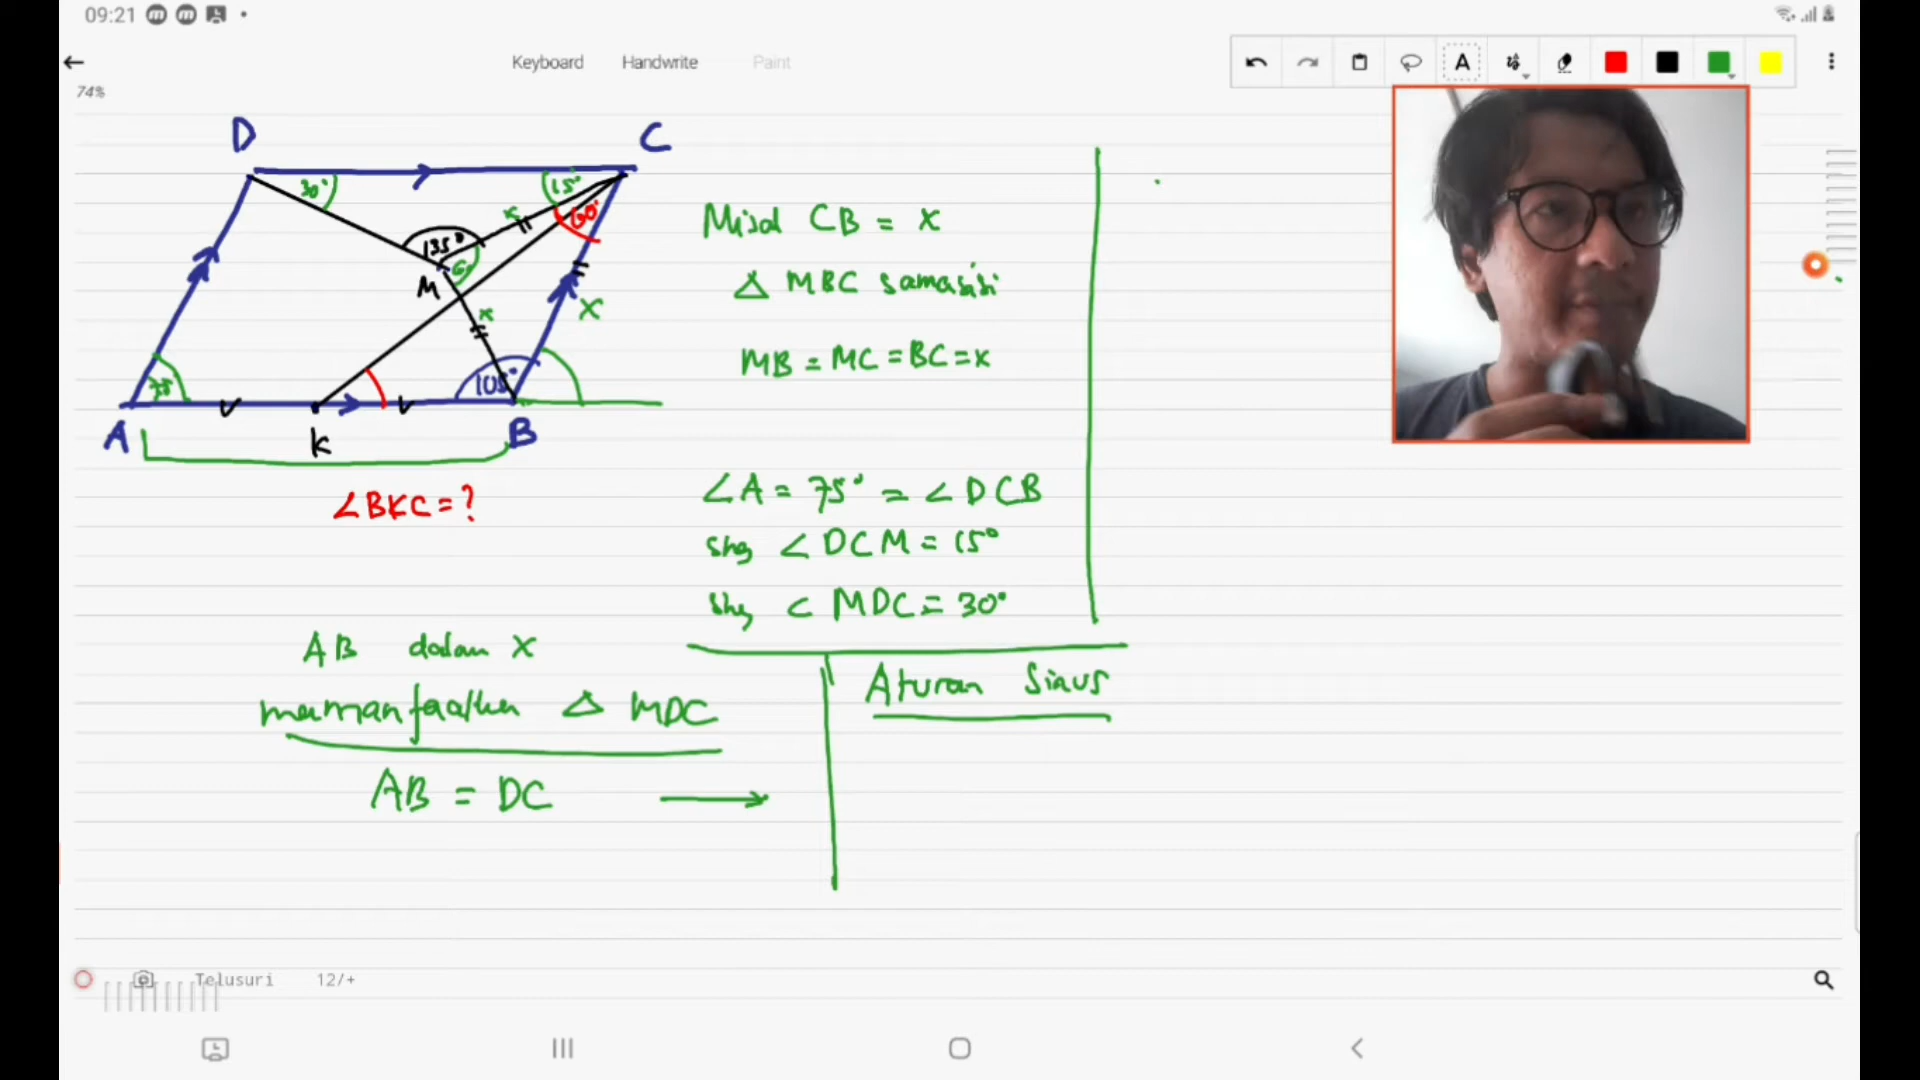 09:21
Keyboard Handwrite Paint
A
74%
D
C
30°
15°
60°
x
135°
60
M
x
x
75
105°
A
K
B
∠BKC = ?
Misal CB = x
△ MBC samasisi
MB = MC = BC = x
∠A = 75° = ∠DCB
shg ∠DCM = 15°
shg ∠MDC = 30°
AB dalam x
memanfaatkan △ MDC
AB = DC →
Aturan Sinus
Telusuri 12/+